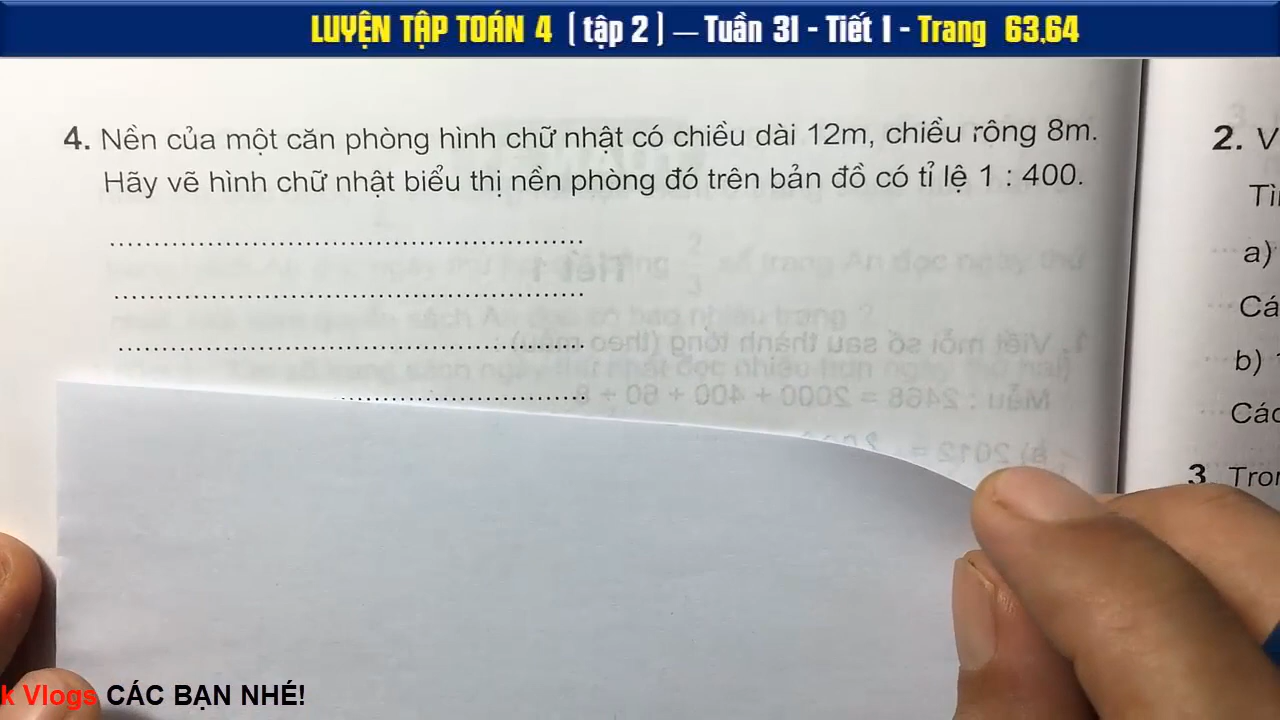 LUYỆN TẬP TOÁN 4 ( tập 2 ) — Tuần 31 - Tiết 1 - Trang 63,64
4. Nền của một căn phòng hình chữ nhật có chiều dài 12m, chiều rộng 8m.
Hãy vẽ hình chữ nhật biểu thị nền phòng đó trên bản đồ có tỉ lệ 1 : 400.
2. V
Tì
a)
Cá
b)
Các
3
k Vlogs CÁC BẠN NHÉ!